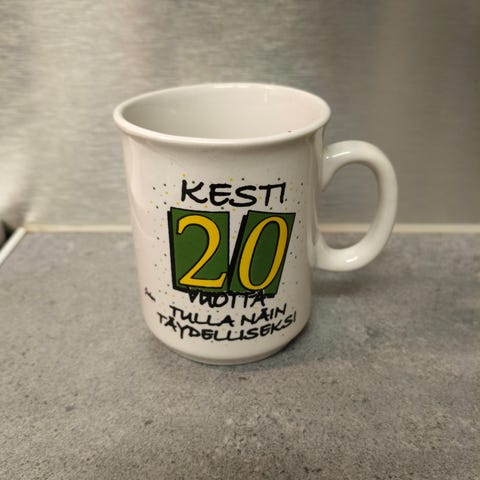 KESTI
20
VUOTTA
TULLA NÄIN
TÄYDELLISEKSI